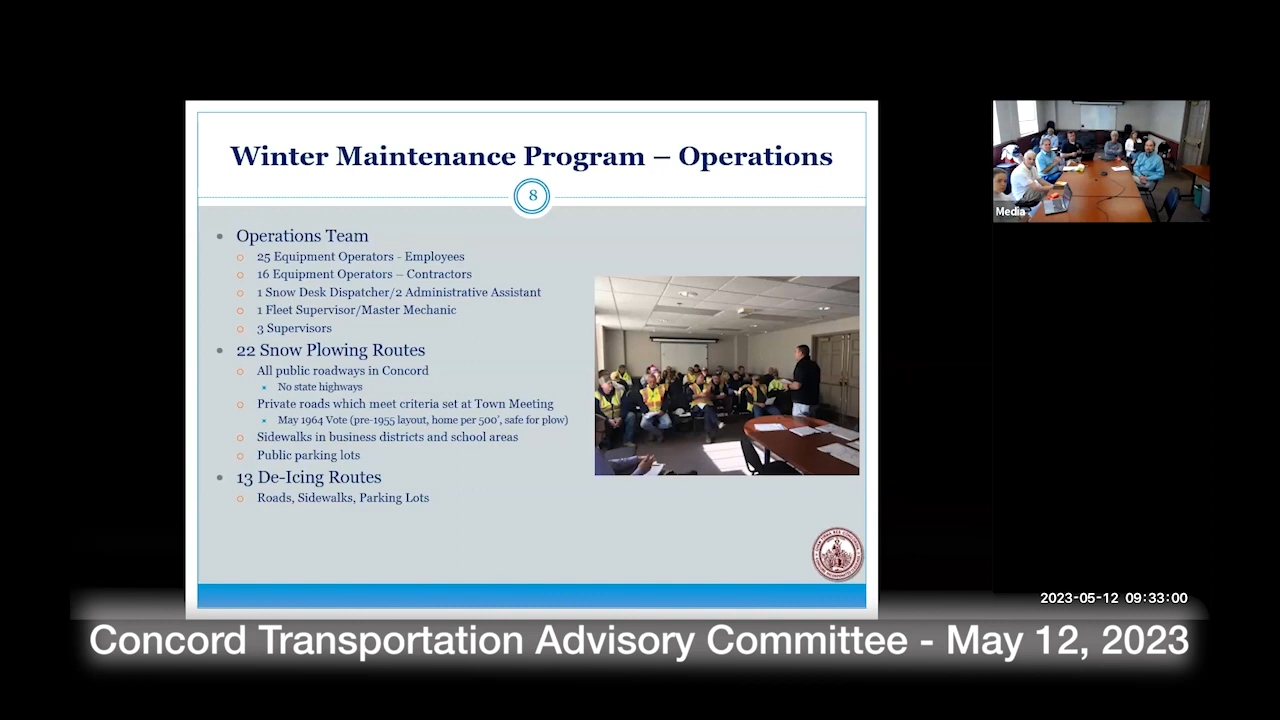 Winter Maintenance Program – Operations
8
Operations Team
25 Equipment Operators - Employees
16 Equipment Operators – Contractors
1 Snow Desk Dispatcher/2 Administrative Assistant
1 Fleet Supervisor/Master Mechanic
3 Supervisors
22 Snow Plowing Routes
All public roadways in Concord
No state highways
Private roads which meet criteria set at Town Meeting
May 1964 Vote (pre-1955 layout, home per 500’, safe for plow)
Sidewalks in business districts and school areas
Public parking lots
13 De-Icing Routes
Roads, Sidewalks, Parking Lots
Media
2023-05-12 09:33:00
Concord Transportation Advisory Committee - May 12, 2023